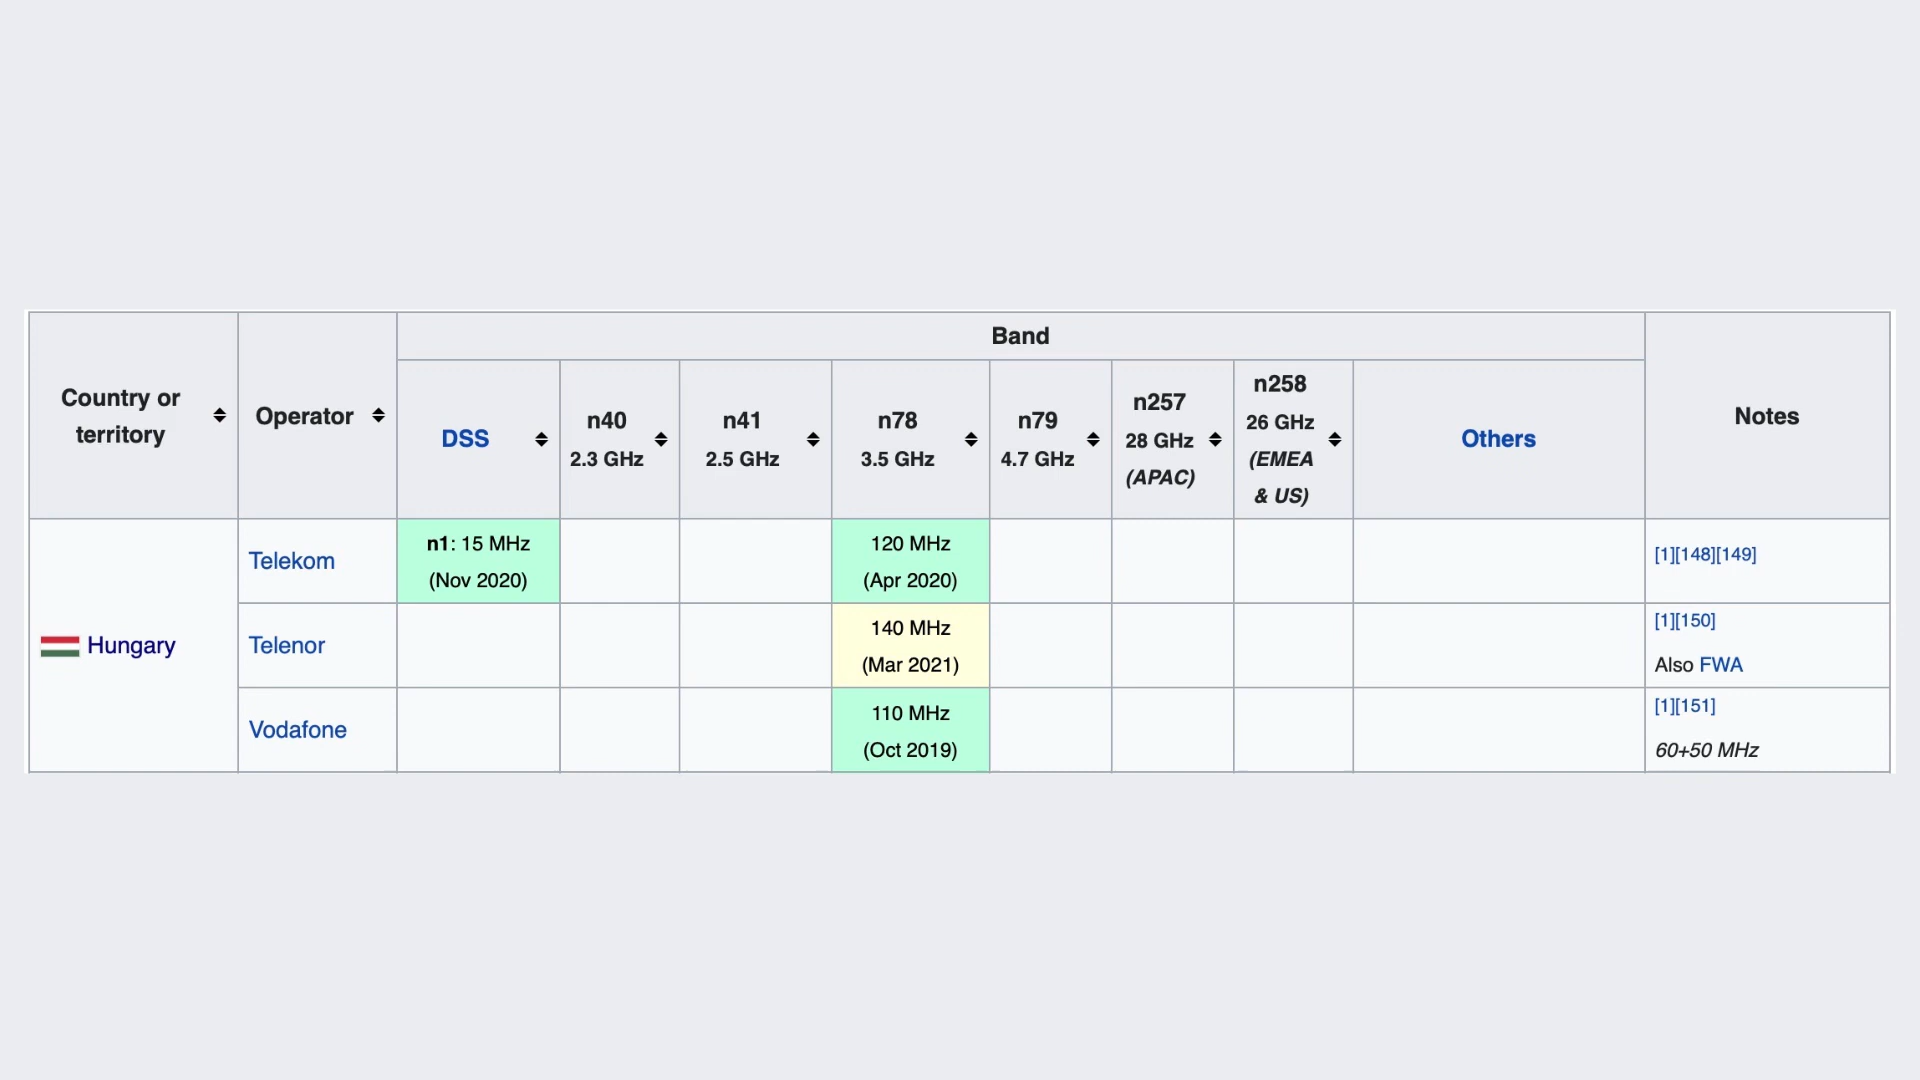 Band
Country or
territory
Operator
DSS
n40
2.3 GHz
n41
2.5 GHz
n78
3.5 GHz
n79
4.7 GHz
n257
28 GHz
(APAC)
n258
26 GHz
(EMEA
& US)
Others
Notes
Hungary
Telekom
n1: 15 MHz
(Nov 2020)
120 MHz
(Apr 2020)
[1][148][149]
Telenor
140 MHz
(Mar 2021)
[1][150]
Also FWA
Vodafone
110 MHz
(Oct 2019)
[1][151]
60+50 MHz